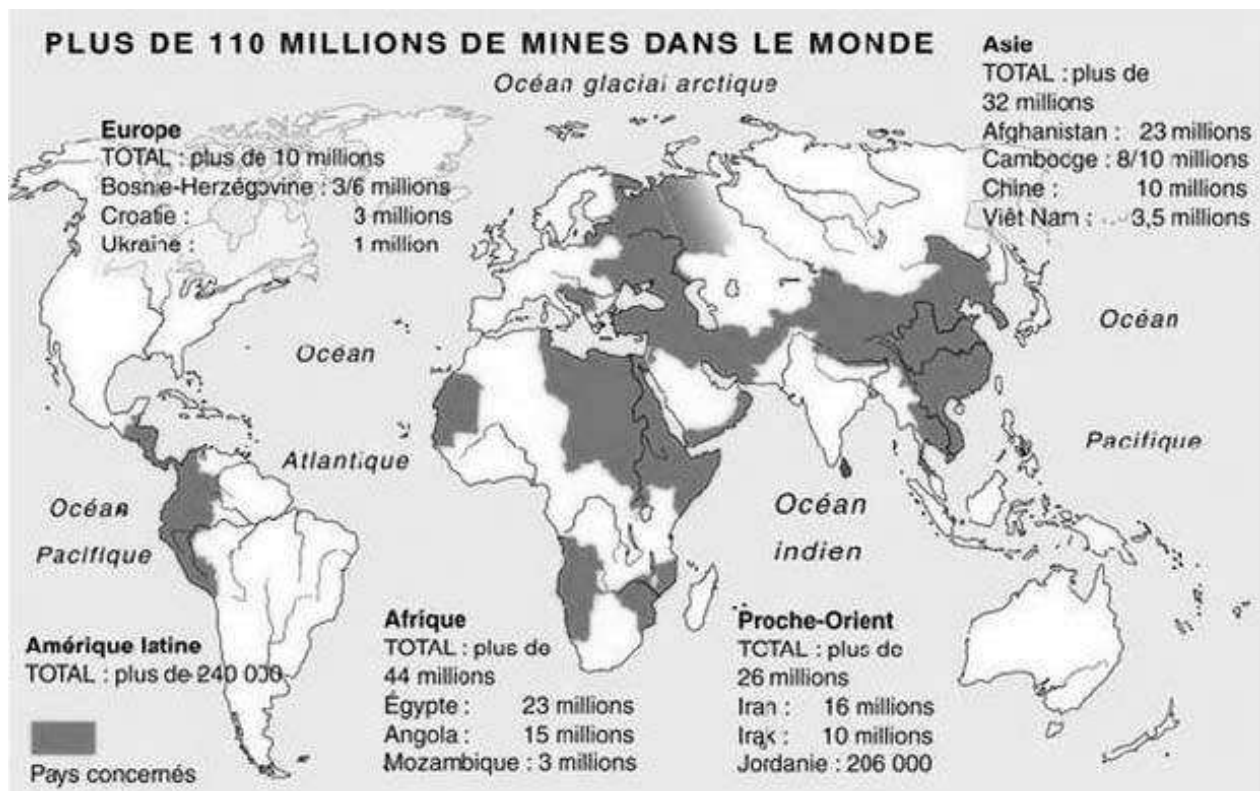 PLUS DE 110 MILLIONS DE MINES DANS LE MONDE
Océan glacial arctique
Europe
TOTAL : plus de 10 millions
Bosnie-Herzégovine : 3/6 millions
Croatie : 3 millions
Ukraine : 1 million
Asie
TOTAL : plus de
32 millions
Afghanistan : 23 millions
Cambocge : 8/10 millions
Chine : 10 millions
Viêt Nam : 3,5 millions
Océan
Atlantique
Océan
Pacifique
Océan
Pacifique
Océan
indien
Amérique latine
TOTAL : plus de 240 000
Pays concernés
Afrique
TOTAL : plus de
44 millions
Égypte : 23 millions
Angola : 15 millions
Mozambique : 3 millions
Proche-Orient
TOTAL : plus de
26 millions
Iran : 16 millions
Irak : 10 millions
Jordanie : 206 000